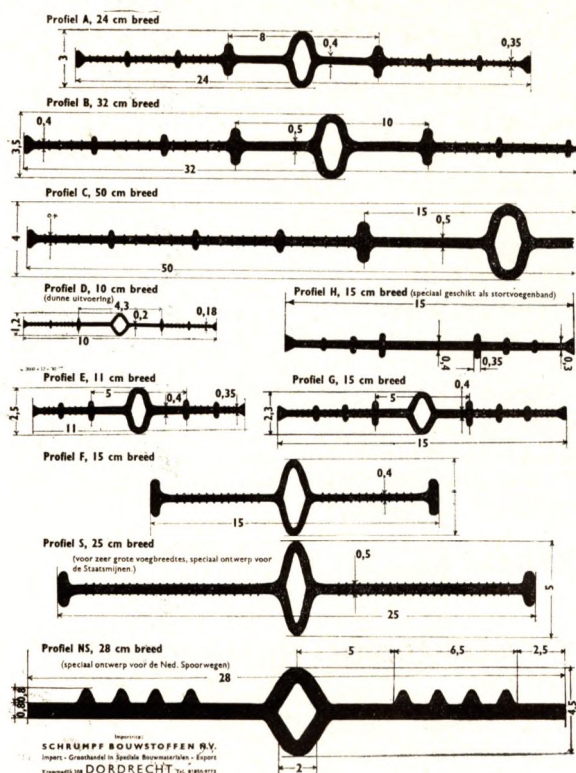 Profiel A, 24 cm breed
8
0,4
0,35
3
24
Profiel B, 32 cm breed
0,4
10
0,5
3,5
32
Profiel C, 50 cm breed
15
0,5
4
50
Profiel D, 10 cm breed
(dunne uitvoering)
4,3
0,2
0,18
1,2
10
Profiel H, 15 cm breed (speciaal geschikt als stortvoegenband)
15
0,4
0,35
0,3
Profiel E, 11 cm breed
5
0,4
0,35
2,5
11
Profiel G, 15 cm breed
0,4
5
2,3
15
Profiel F, 15 cm breed
0,4
15
Profiel S, 25 cm breed
(voor zeer grote voegbreedtes, speciaal ontwerp voor
de Staatsmijnen.)
0,5
5
25
Profiel NS, 28 cm breed
(speciaal ontwerp voor de Ned. Spoorwegen)
5
6,5
2,5
28
0,8
0,8
4,5
2
Importrice:
SCHRUMPF BOUWSTOFFEN N.V.
Import - Groothandel in Speciale Bouwmaterialen - Export
DORDRECHT Tel.